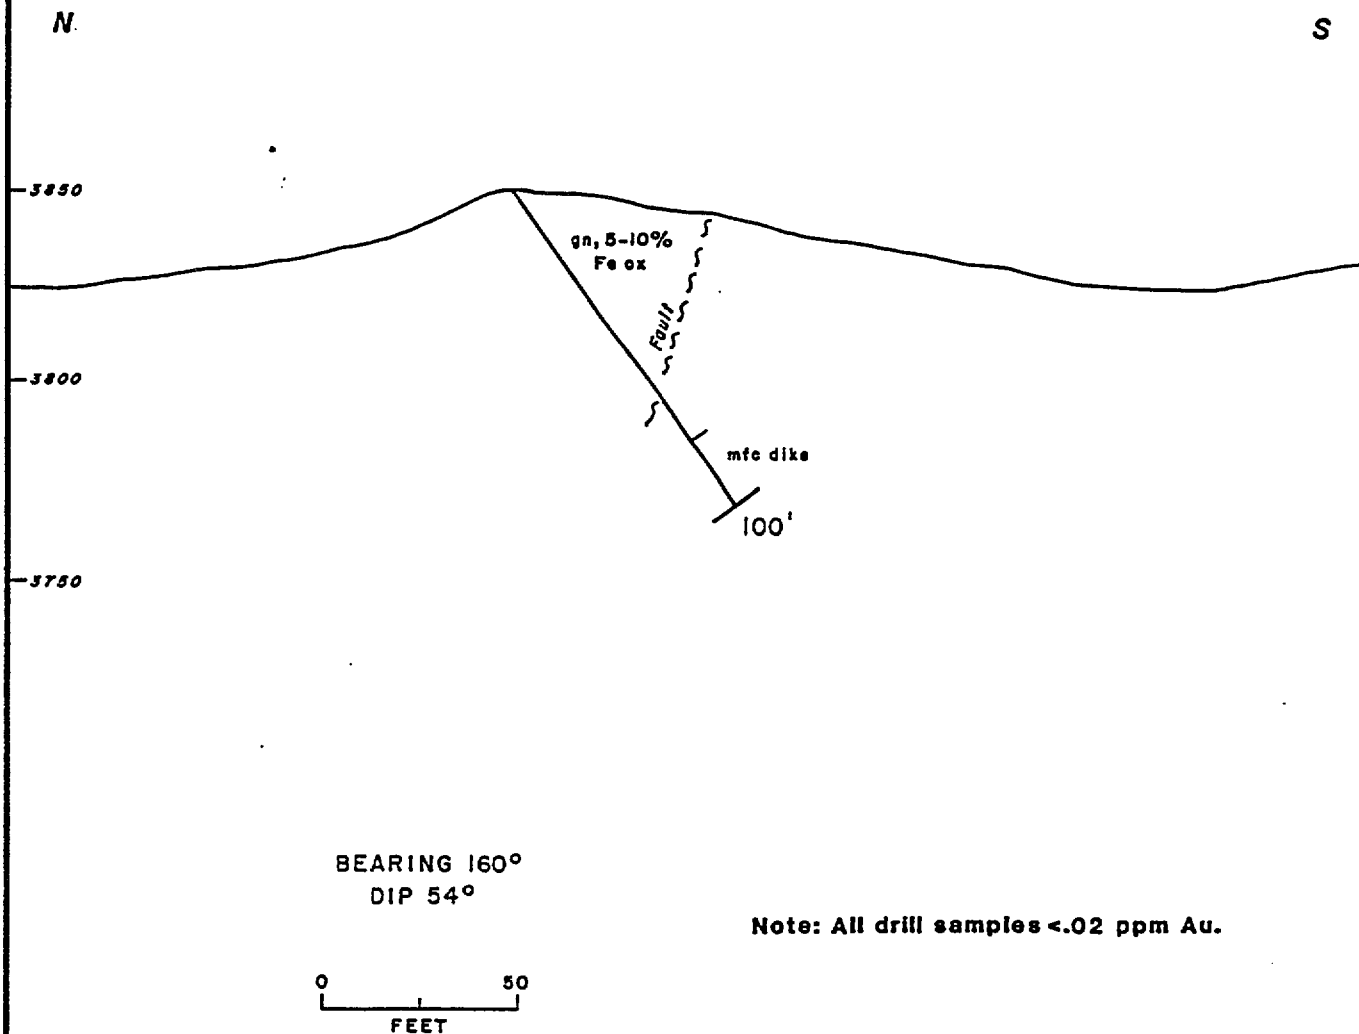 N
S
3850
gn, 5-10%
Fe ox
Fault
3800
mfc dike
100'
3750
BEARING 160°
DIP 54°
Note: All drill samples <.02 ppm Au.
0 50
FEET